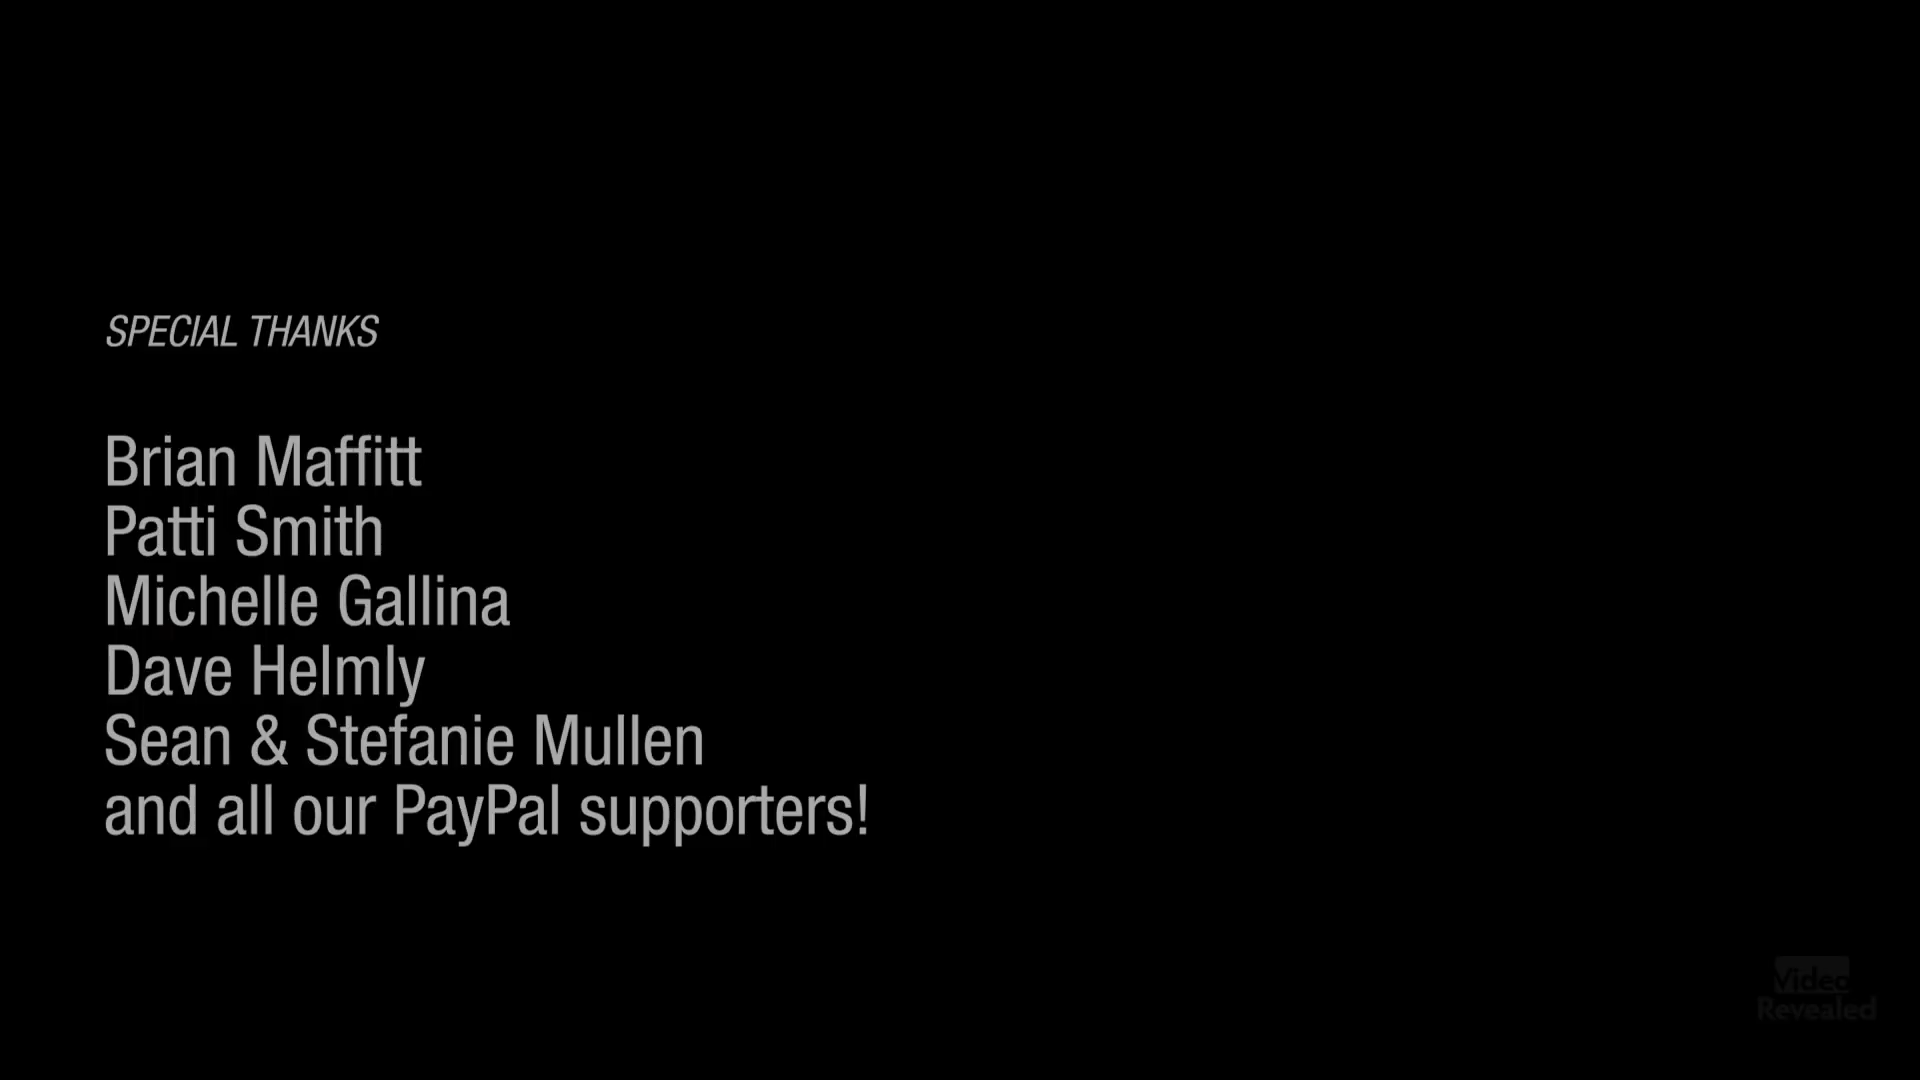 SPECIAL THANKS
Brian Maffitt
Patti Smith
Michelle Gallina
Dave Helmly
Sean & Stefanie Mullen
and all our PayPal supporters!
Video
Revealed